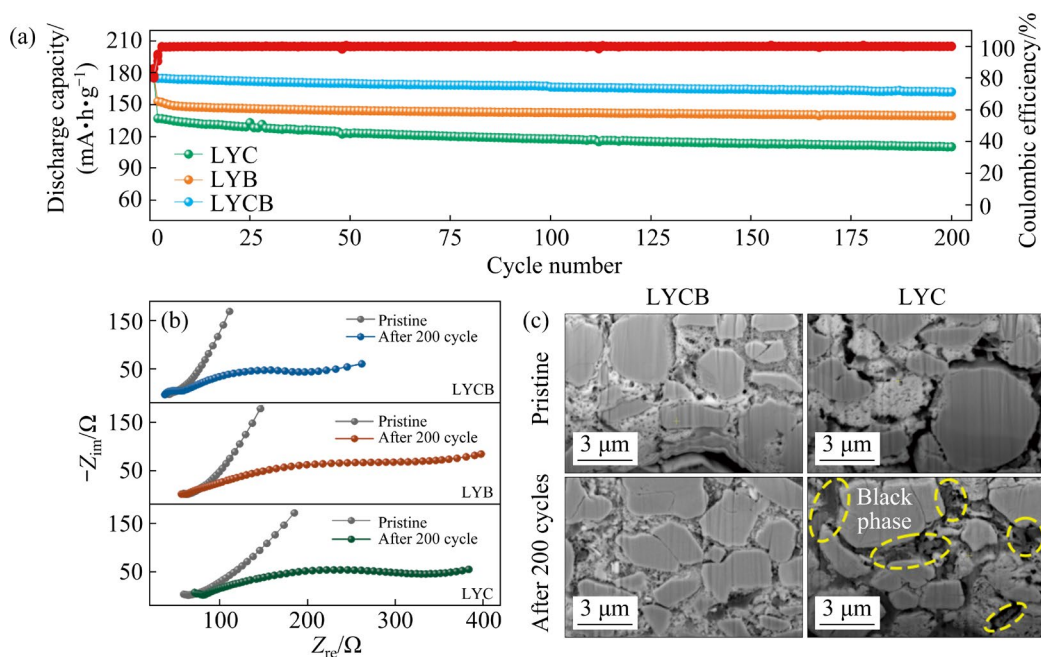 (a)
Discharge capacity/
(mA•h•g⁻¹)
210
180
150
120
90
60
LYC
LYB
LYCB
100
80
60
40
20
0
Coulombic efficiency/%
0
25
50
75
100
125
150
175
200
Cycle number
(b)
−Z_im/Ω
150
50
Pristine
After 200 cycle
LYCB
150
50
Pristine
After 200 cycle
LYB
150
50
Pristine
After 200 cycle
LYC
100
200
300
400
Z_re/Ω
(c)
LYCB
LYC
Pristine
3 μm
3 μm
After 200 cycles
3 μm
Black
phase
3 μm